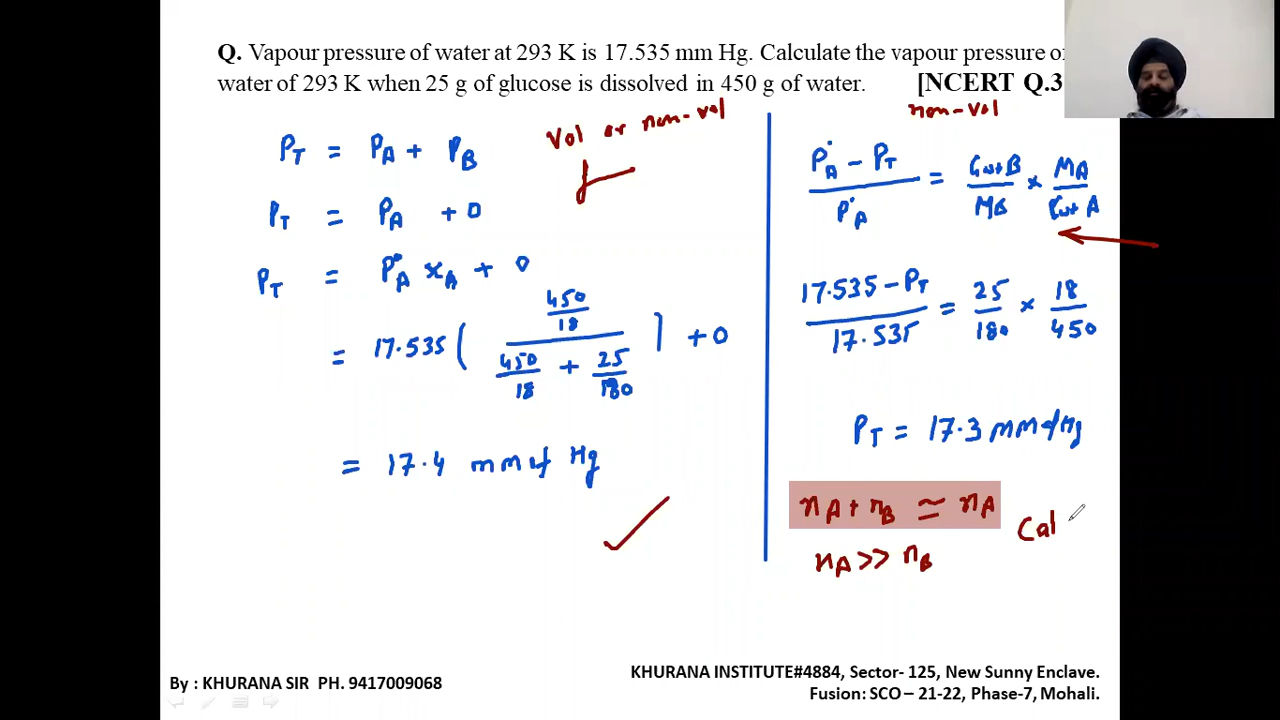 Q. Vapour pressure of water at 293 K is 17.535 mm Hg. Calculate the vapour pressure o
water of 293 K when 25 g of glucose is dissolved in 450 g of water. [NCERT Q.3
Vol or non-vol
P_T = P_A + P_B
P_T = P_A + 0
P_T = P°_A x_A + 0
= 17.535 ( (450/18) / (450/18 + 25/180) ) + 0
= 17.4 mm of Hg
non-vol
(P°_A − P_T) / P°_A = Gwt B / M_B × M_A / Gwt A
(17.535 − P_T) / 17.535 = 25/180 × 18/450
P_T = 17.3 mm of Hg
n_A + n_B ≃ n_A
n_A >> n_B
Cal
By : KHURANA SIR PH. 9417009068
KHURANA INSTITUTE#4884, Sector- 125, New Sunny Enclave.
Fusion: SCO – 21-22, Phase-7, Mohali.